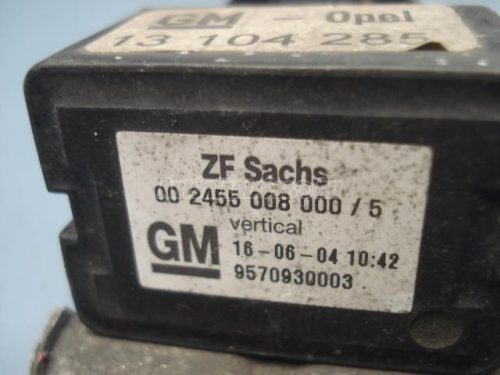 GM - Opel
13 104 285
ZF Sachs
00 2455 008 000 / 5
vertical
GM
16-06-04 10:42
9570930003